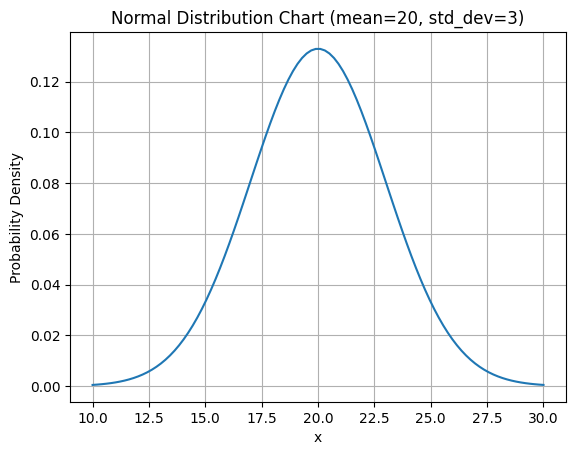 Normal Distribution Chart (mean=20, std_dev=3)
Probability Density
0.12
0.10
0.08
0.06
0.04
0.02
0.00
10.0 12.5 15.0 17.5 20.0 22.5 25.0 27.5 30.0
x